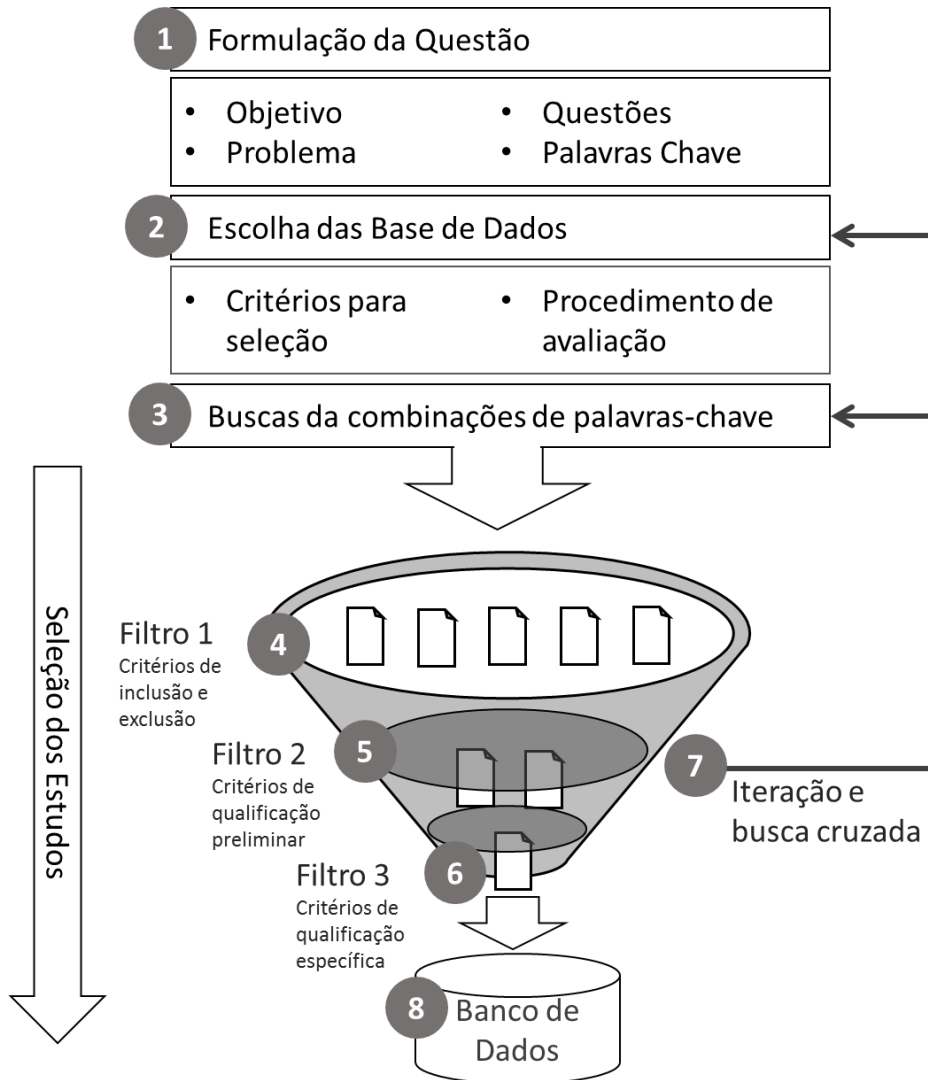 1 Formulação da Questão
• Objetivo
• Problema
• Questões
• Palavras Chave
2 Escolha das Base de Dados
• Critérios para
seleção
• Procedimento de
avaliação
3 Buscas da combinações de palavras-chave
Seleção dos Estudos
Filtro 1
Critérios de
inclusão e
exclusão
4
Filtro 2
Critérios de
qualificação
preliminar
5
7
Iteração e
busca cruzada
Filtro 3
Critérios de
qualificação
específica
6
8 Banco de
Dados